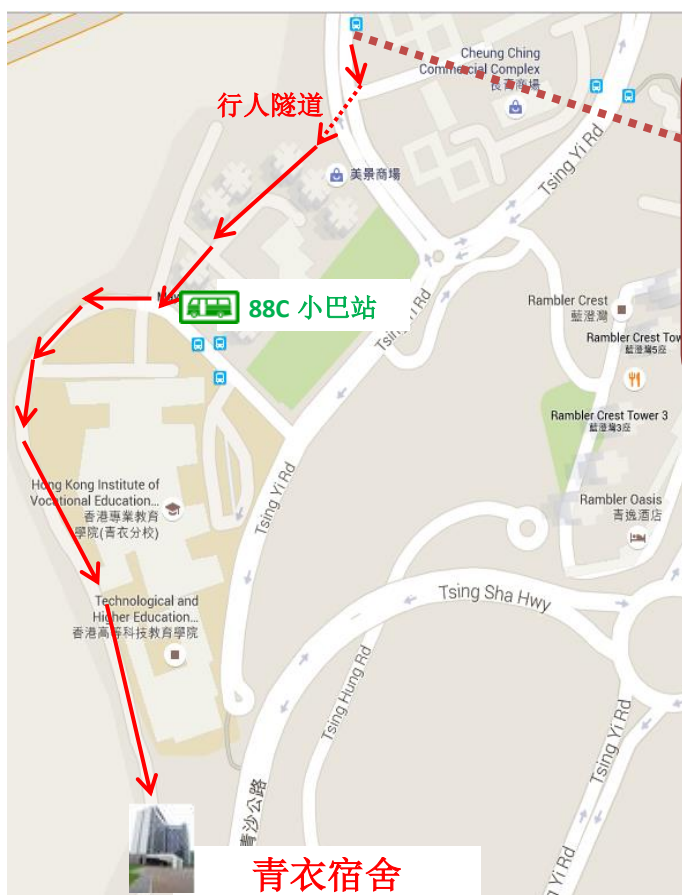 Cheung Ching
Commercial Complex
長青商場
行人隧道
Tsing Yi Rd
美景商場
88C 小巴站
Tsing Yi Rd
Rambler Crest
藍澄灣
Rambler Crest Tow
藍澄灣5座
Rambler Crest Tower 3
藍澄灣3座
Tsing Yi Rd
Hong Kong Institute of
Vocational Education...
香港專業教育
學院(青衣分校)
Rambler Oasis
青逸酒店
Tsing Sha Hwy
Technological and
Higher Education...
香港高等科技教育學院
Tsing Hung Rd
Tsing Yi Rd
青沙公路
Yi Rd
青衣宿舍